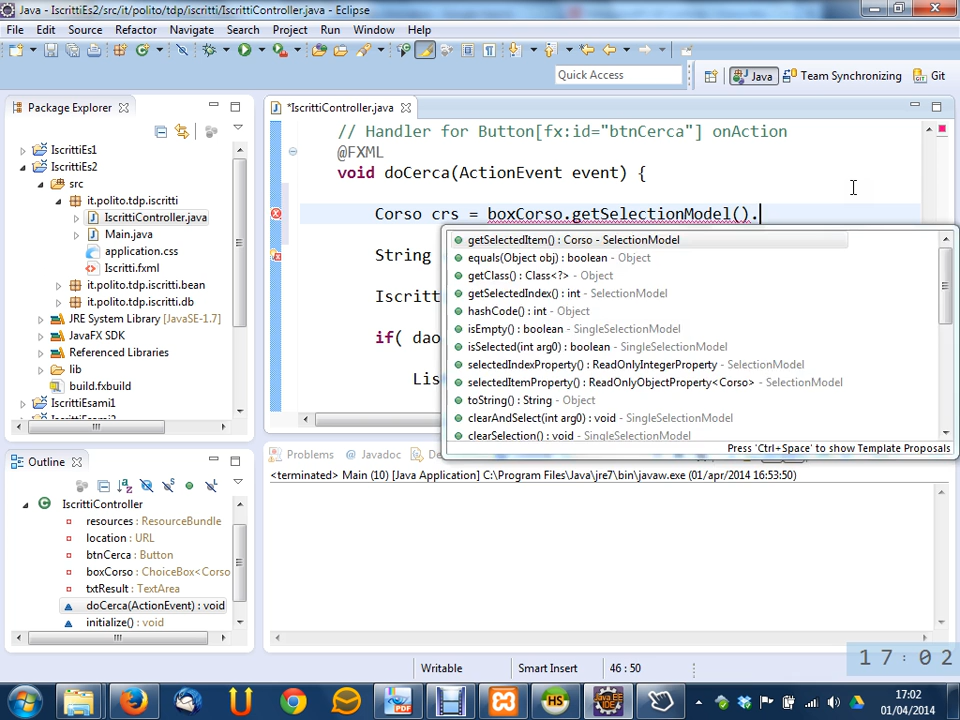 Java - IscrittiEs2/src/it/polito/tdp/iscritti/IscrittiController.java - Eclipse
File Edit Source Refactor Navigate Search Project Run Window Help
Quick Access
Java Team Synchronizing Git
Package Explorer
IscrittiEs1
IscrittiEs2
src
it.polito.tdp.iscritti
IscrittiController.java
Main.java
application.css
Iscritti.fxml
it.polito.tdp.iscritti.bean
it.polito.tdp.iscritti.db
JRE System Library [JavaSE-1.7]
JavaFX SDK
Referenced Libraries
lib
build.fxbuild
IscrittiEsami1
IscrittiEsami2
*IscrittiController.java
// Handler for Button[fx:id="btnCerca"] onAction
@FXML
void doCerca(ActionEvent event) {
Corso crs = boxCorso.getSelectionModel().
String
Iscritt
if( dao
Lis
getSelectedItem() : Corso - SelectionModel
equals(Object obj) : boolean - Object
getClass() : Class<?> - Object
getSelectedIndex() : int - SelectionModel
hashCode() : int - Object
isEmpty() : boolean - SingleSelectionModel
isSelected(int arg0) : boolean - SingleSelectionModel
selectedIndexProperty() : ReadOnlyIntegerProperty - SelectionModel
selectedItemProperty() : ReadOnlyObjectProperty<Corso> - SelectionModel
toString() : String - Object
clearAndSelect(int arg0) : void - SingleSelectionModel
clearSelection() : void - SingleSelectionModel
Press 'Ctrl+Space' to show Template Proposals
Outline
IscrittiController
resources : ResourceBundle
location : URL
btnCerca : Button
boxCorso : ChoiceBox<Corso
txtResult : TextArea
doCerca(ActionEvent) : void
initialize() : void
Problems @ Javadoc De
<terminated> Main (10) [Java Application] C:\Program Files\Java\jre7\bin\javaw.exe (01/apr/2014 16:53:50)
Writable Smart Insert 46 : 50
17:02
17:02
01/04/2014